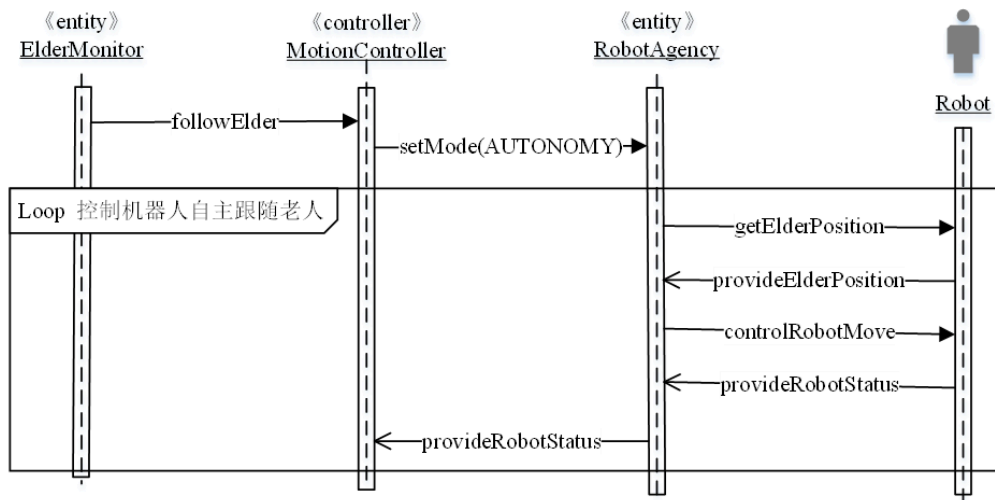 《entity》
ElderMonitor
《controller》
MotionController
《entity》
RobotAgency
Robot
followElder
setMode(AUTONOMY)
Loop 控制机器人自主跟随老人
getElderPosition
provideElderPosition
controlRobotMove
provideRobotStatus
provideRobotStatus